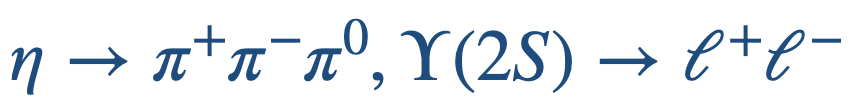 η → π⁺π⁻π⁰, ϒ(2S) → ℓ⁺ℓ⁻